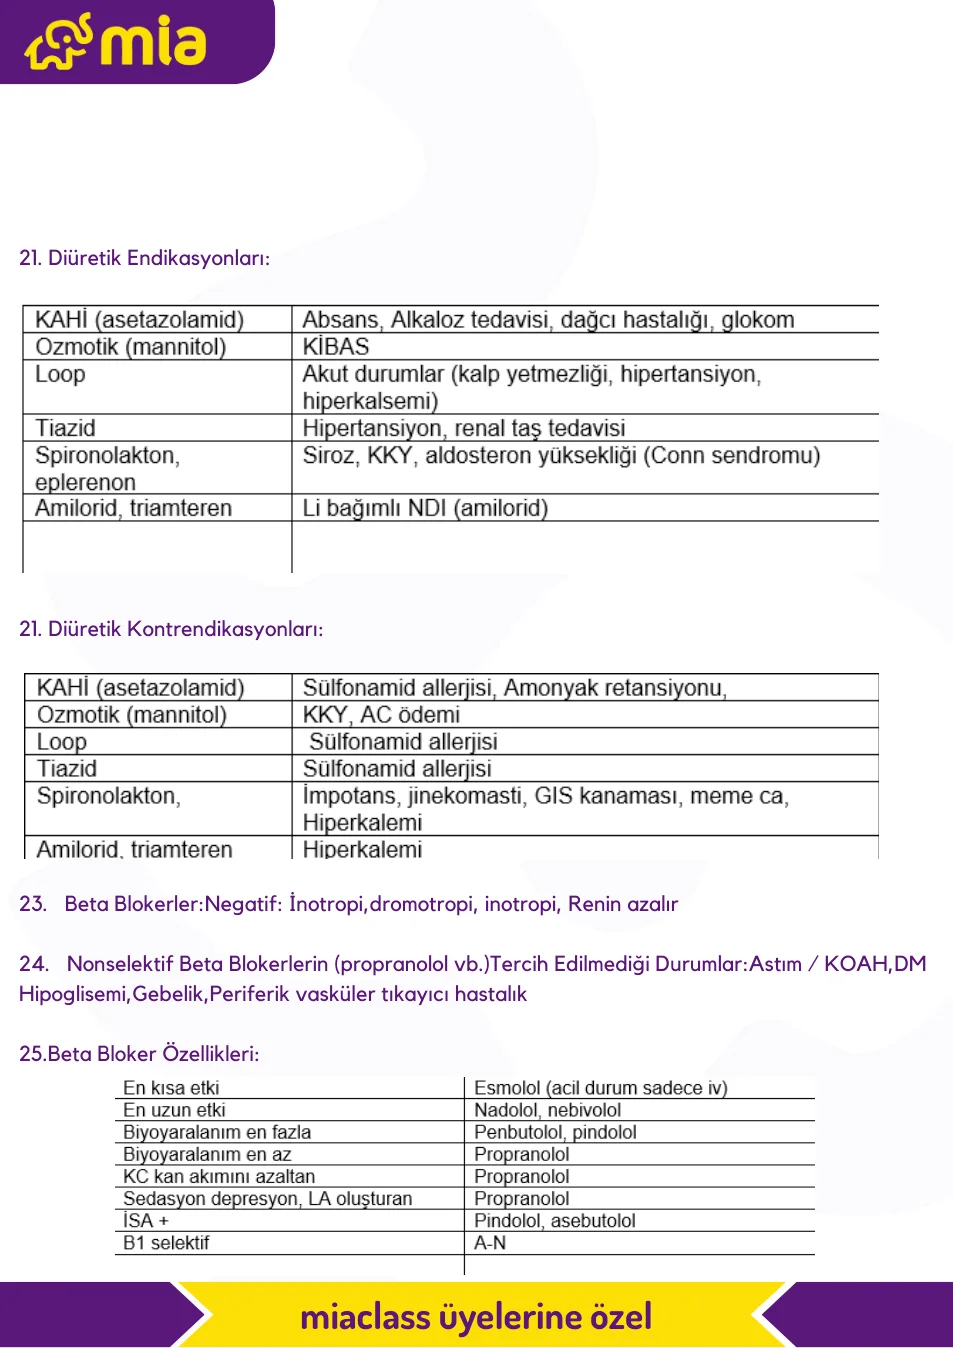 mia
21. Diüretik Endikasyonları:
KAHİ (asetazolamid) Absans, Alkaloz tedavisi, dağcı hastalığı, glokom
Ozmotik (mannitol) KİBAS
Loop Akut durumlar (kalp yetmezliği, hipertansiyon,
hiperkalsemi)
Tiazid Hipertansiyon, renal taş tedavisi
Spironolakton, Siroz, KKY, aldosteron yüksekliği (Conn sendromu)
eplerenon
Amilorid, triamteren Li bağımlı NDI (amilorid)
21. Diüretik Kontrendikasyonları:
KAHİ (asetazolamid) Sülfonamid allerjisi, Amonyak retansiyonu,
Ozmotik (mannitol) KKY, AC ödemi
Loop Sülfonamid allerjisi
Tiazid Sülfonamid allerjisi
Spironolakton, İmpotans, jinekomasti, GIS kanaması, meme ca,
Hiperkalemi
Amilorid, triamteren Hiperkalemi
23. Beta Blokerler:Negatif: İnotropi,dromotropi, inotropi, Renin azalır
24. Nonselektif Beta Blokerlerin (propranolol vb.)Tercih Edilmediği Durumlar:Astım / KOAH,DM
Hipoglisemi,Gebelik,Periferik vasküler tıkayıcı hastalık
25.Beta Bloker Özellikleri:
En kısa etki Esmolol (acil durum sadece iv)
En uzun etki Nadolol, nebivolol
Biyoyaralanım en fazla Penbutolol, pindolol
Biyoyaralanım en az Propranolol
KC kan akımını azaltan Propranolol
Sedasyon depresyon, LA oluşturan Propranolol
İSA + Pindolol, asebutolol
B1 selektif A-N
miaclass üyelerine özel